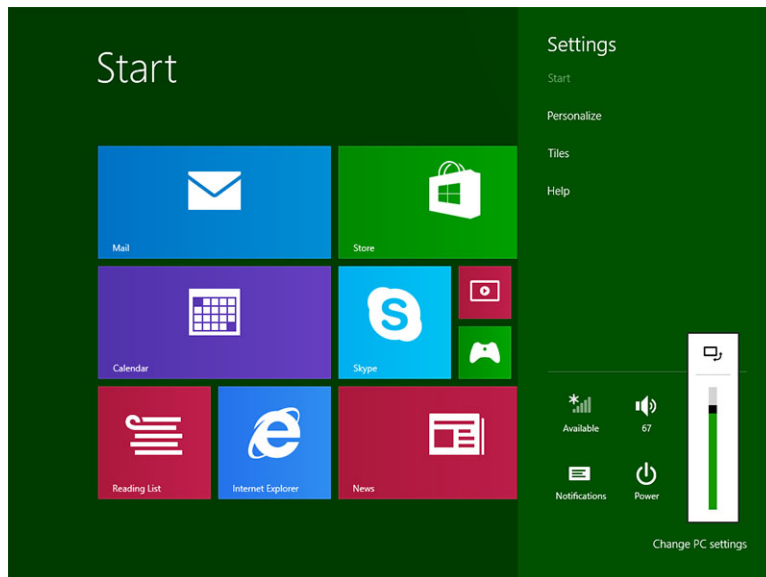 Start
Settings
Start
Personalize
Tiles
Help
Mail
Store
Calendar
Skype
Reading List
Internet Explorer
News
Available
67
Notifications
Power
Change PC settings